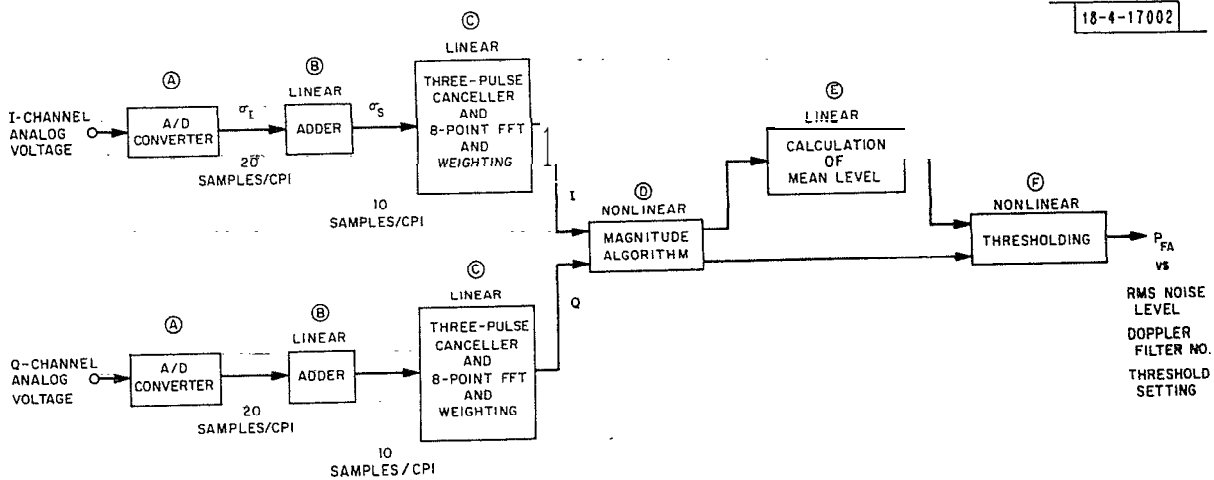 18-4-17002
Ⓒ
LINEAR
THREE-PULSE
CANCELLER
AND
8-POINT FFT
AND
WEIGHTING
Ⓐ
I-CHANNEL
ANALOG
VOLTAGE
A/D
CONVERTER
σI
20
SAMPLES/CPI
Ⓑ
LINEAR
ADDER
σS
10
SAMPLES/CPI
I
Ⓔ
LINEAR
CALCULATION
OF
MEAN LEVEL
Ⓓ
NONLINEAR
MAGNITUDE
ALGORITHM
Ⓕ
NONLINEAR
THRESHOLDING
PFA
VS
RMS NOISE
LEVEL
DOPPLER
FILTER NO.
THRESHOLD
SETTING
Ⓒ
LINEAR
THREE-PULSE
CANCELLER
AND
8-POINT FFT
AND
WEIGHTING
Q
Ⓐ
Q-CHANNEL
ANALOG
VOLTAGE
A/D
CONVERTER
20
SAMPLES/CPI
Ⓑ
LINEAR
ADDER
10
SAMPLES/CPI